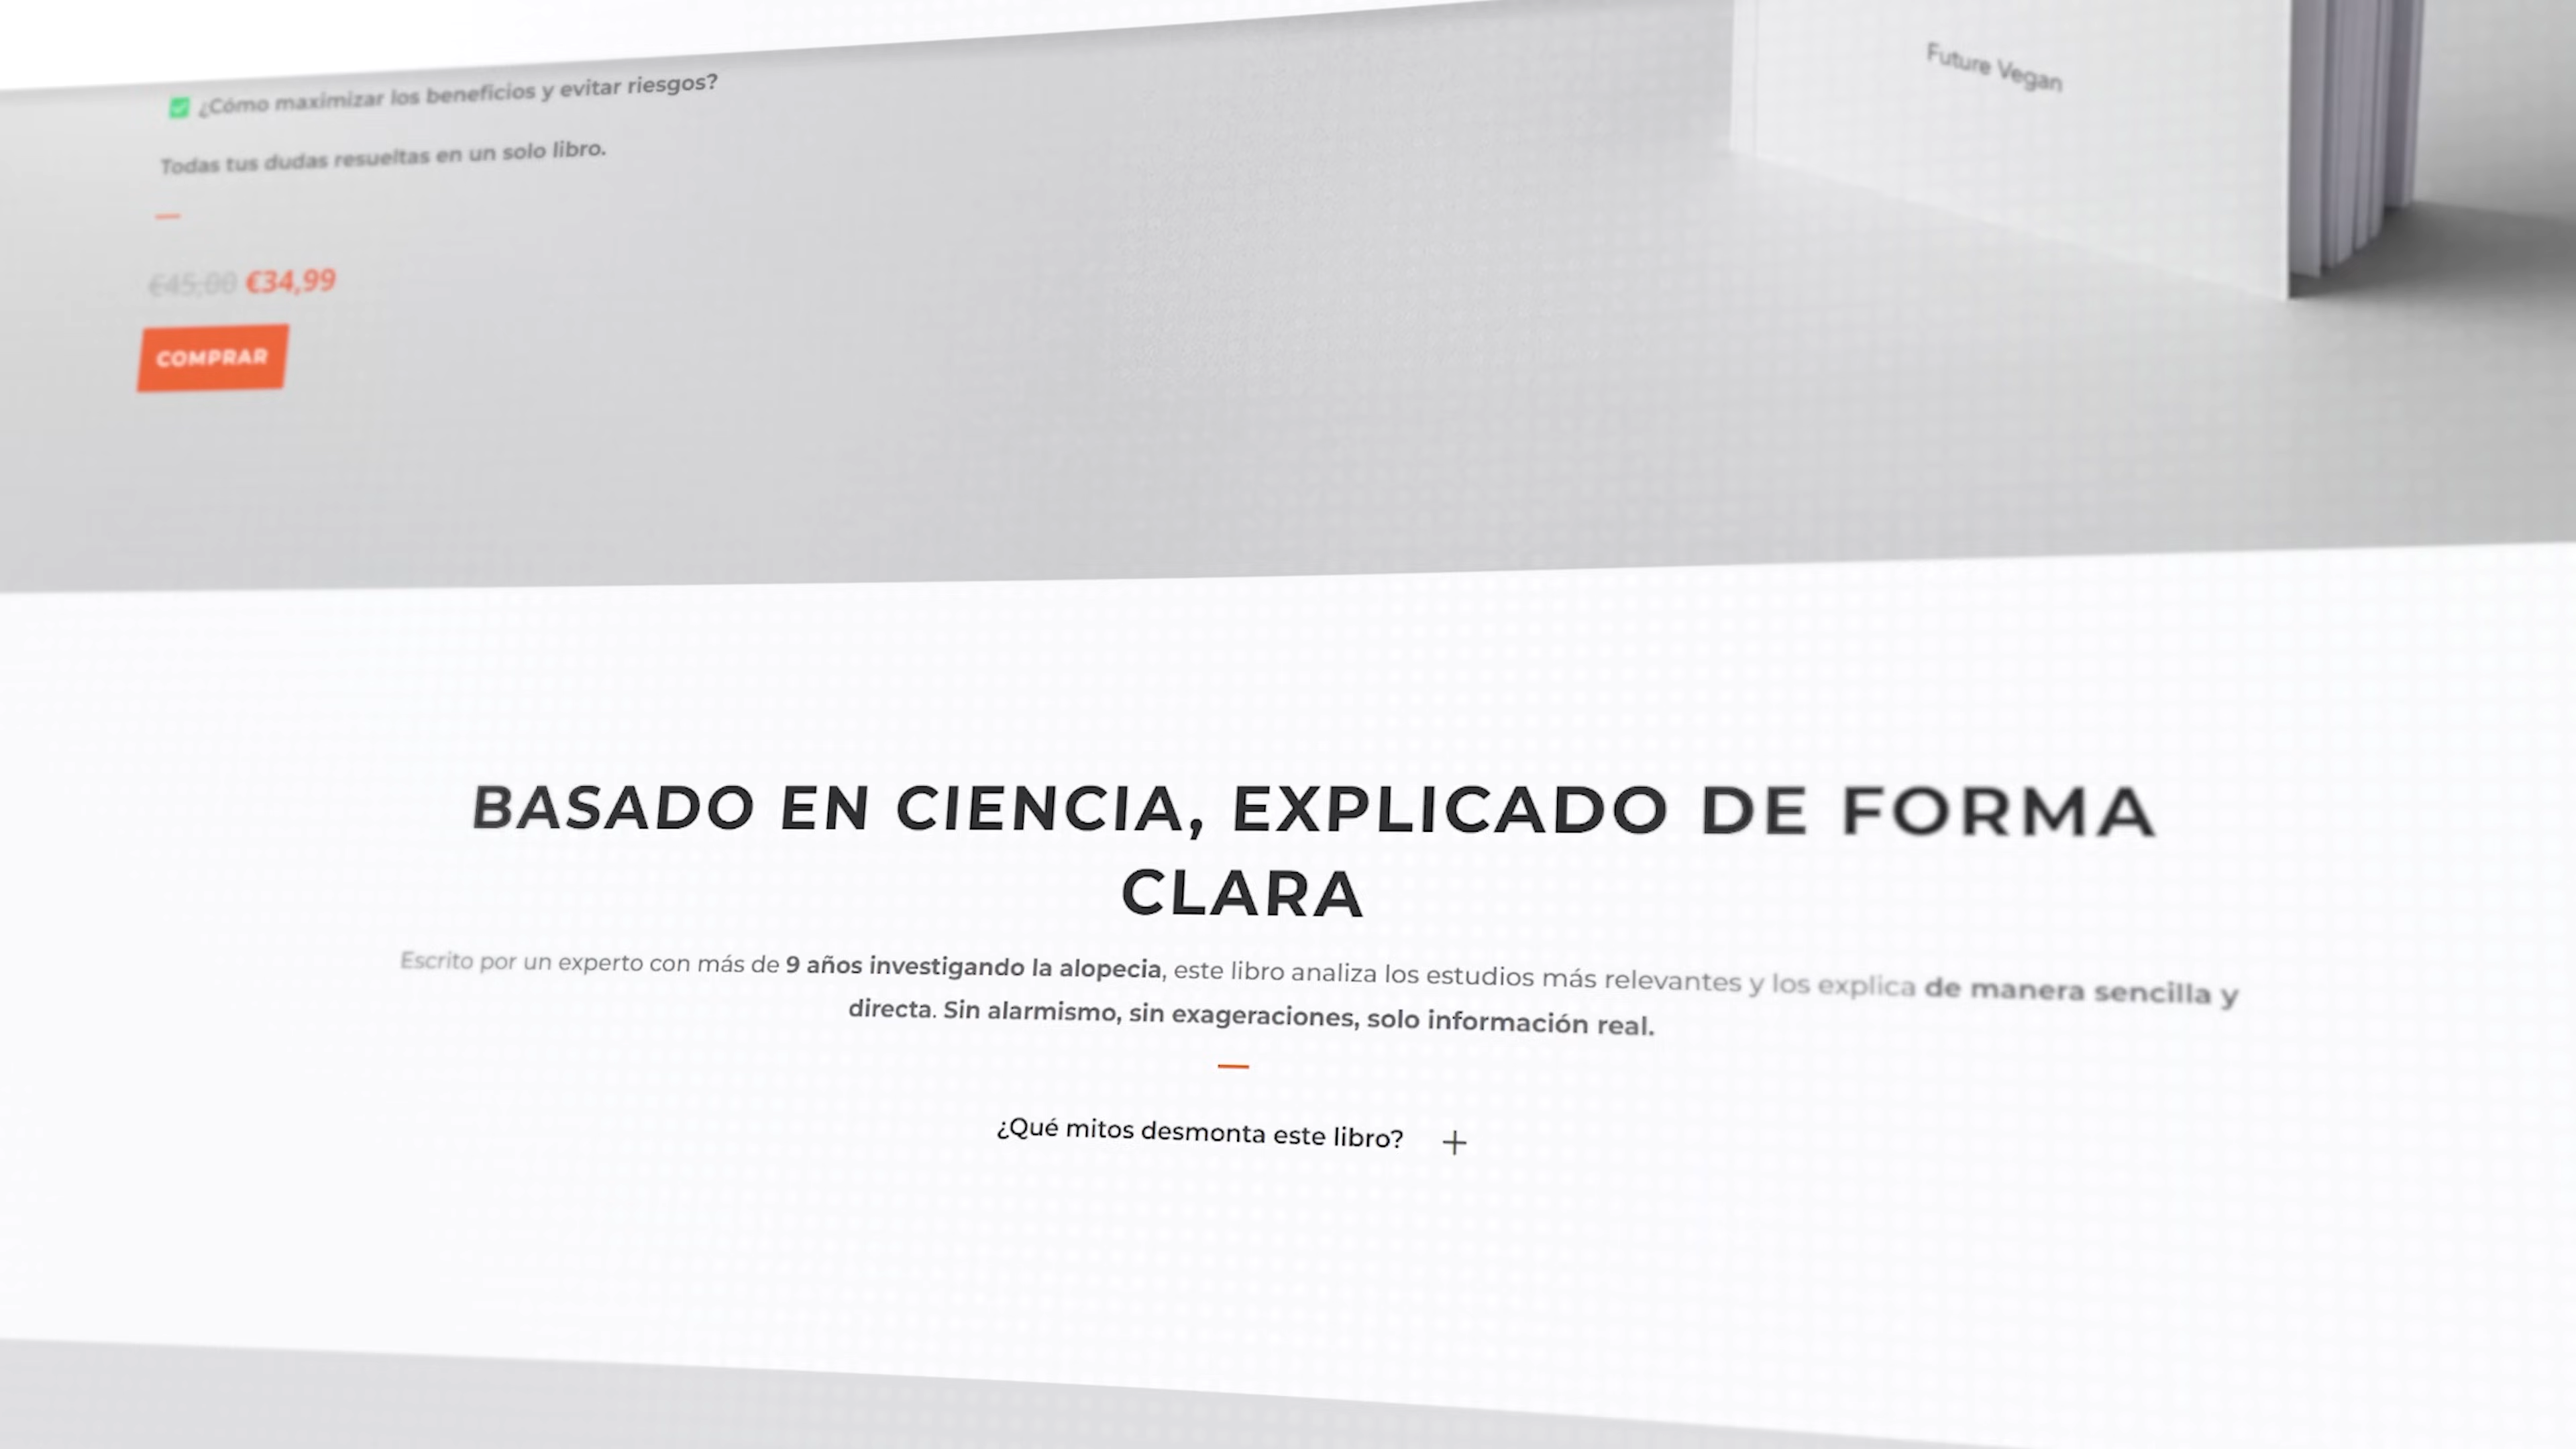 Future Vegan
✅ ¿Cómo maximizar los beneficios y evitar riesgos?
Todas tus dudas resueltas en un solo libro.
€45,00 €34,99
COMPRAR
BASADO EN CIENCIA, EXPLICADO DE FORMA
CLARA
Escrito por un experto con más de 9 años investigando la alopecia, este libro analiza los estudios más relevantes y los explica de manera sencilla y
directa. Sin alarmismo, sin exageraciones, solo información real.
¿Qué mitos desmonta este libro? +